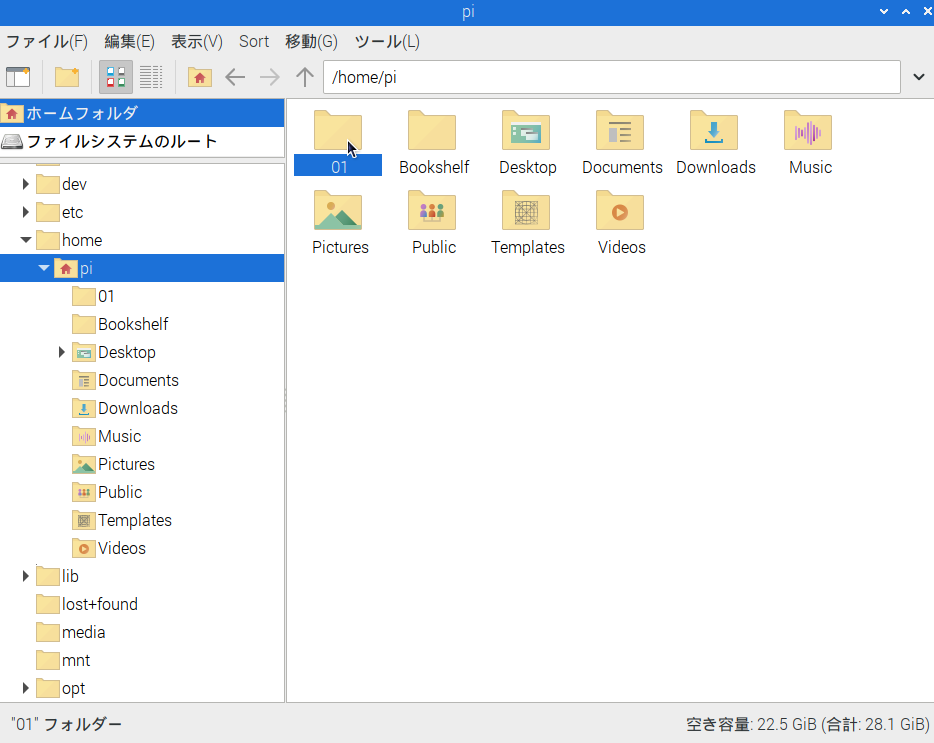 pi
ファイル(F) 編集(E) 表示(V) Sort 移動(G) ツール(L)
/home/pi
ホームフォルダ
ファイルシステムのルート
dev
etc
home
pi
01
Bookshelf
Desktop
Documents
Downloads
Music
Pictures
Public
Templates
Videos
lib
lost+found
media
mnt
opt
01 Bookshelf Desktop Documents Downloads Music
Pictures Public Templates Videos
"01" フォルダー
空き容量: 22.5 GiB (合計: 28.1 GiB)